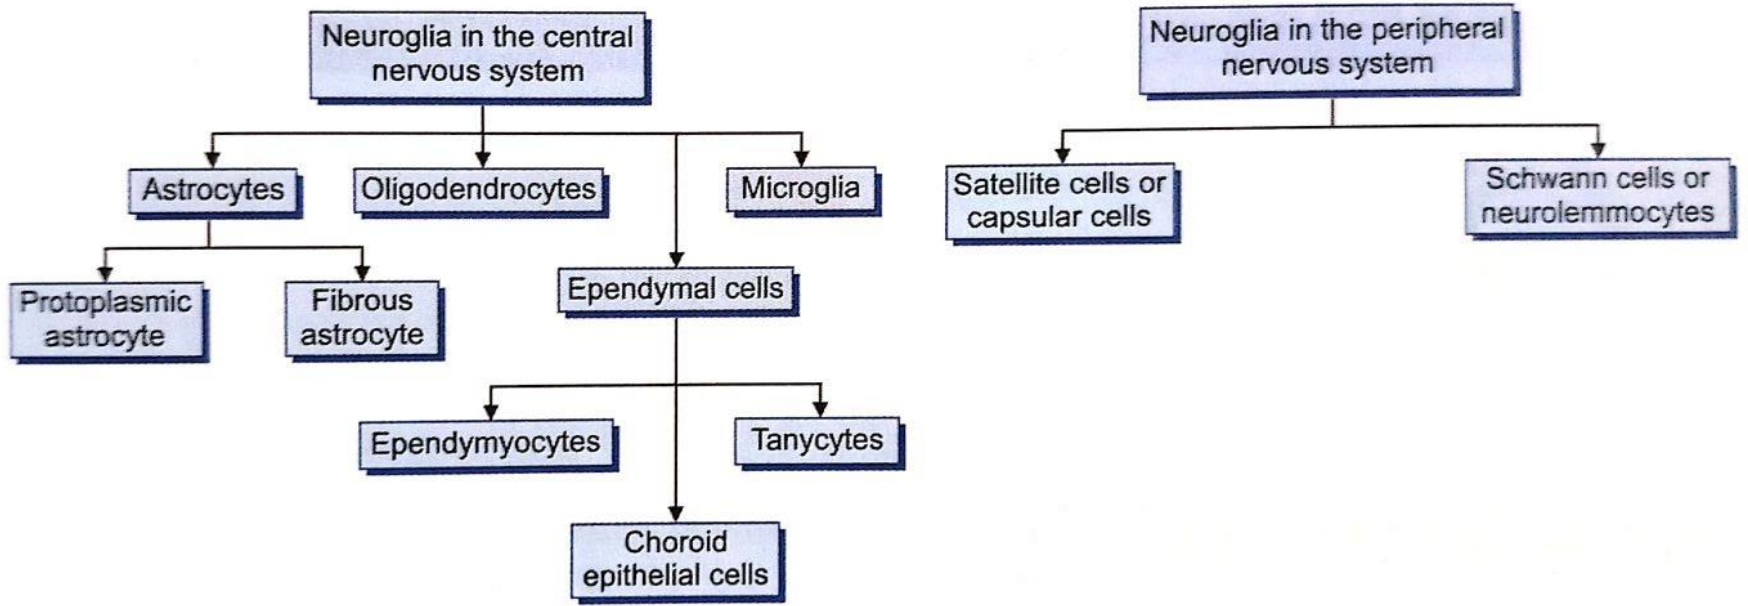 Neuroglia in the central
nervous system
Neuroglia in the peripheral
nervous system
Astrocytes
Oligodendrocytes
Microglia
Satellite cells or
capsular cells
Schwann cells or
neurolemmocytes
Protoplasmic
astrocyte
Fibrous
astrocyte
Ependymal cells
Ependymyocytes
Tanycytes
Choroid
epithelial cells